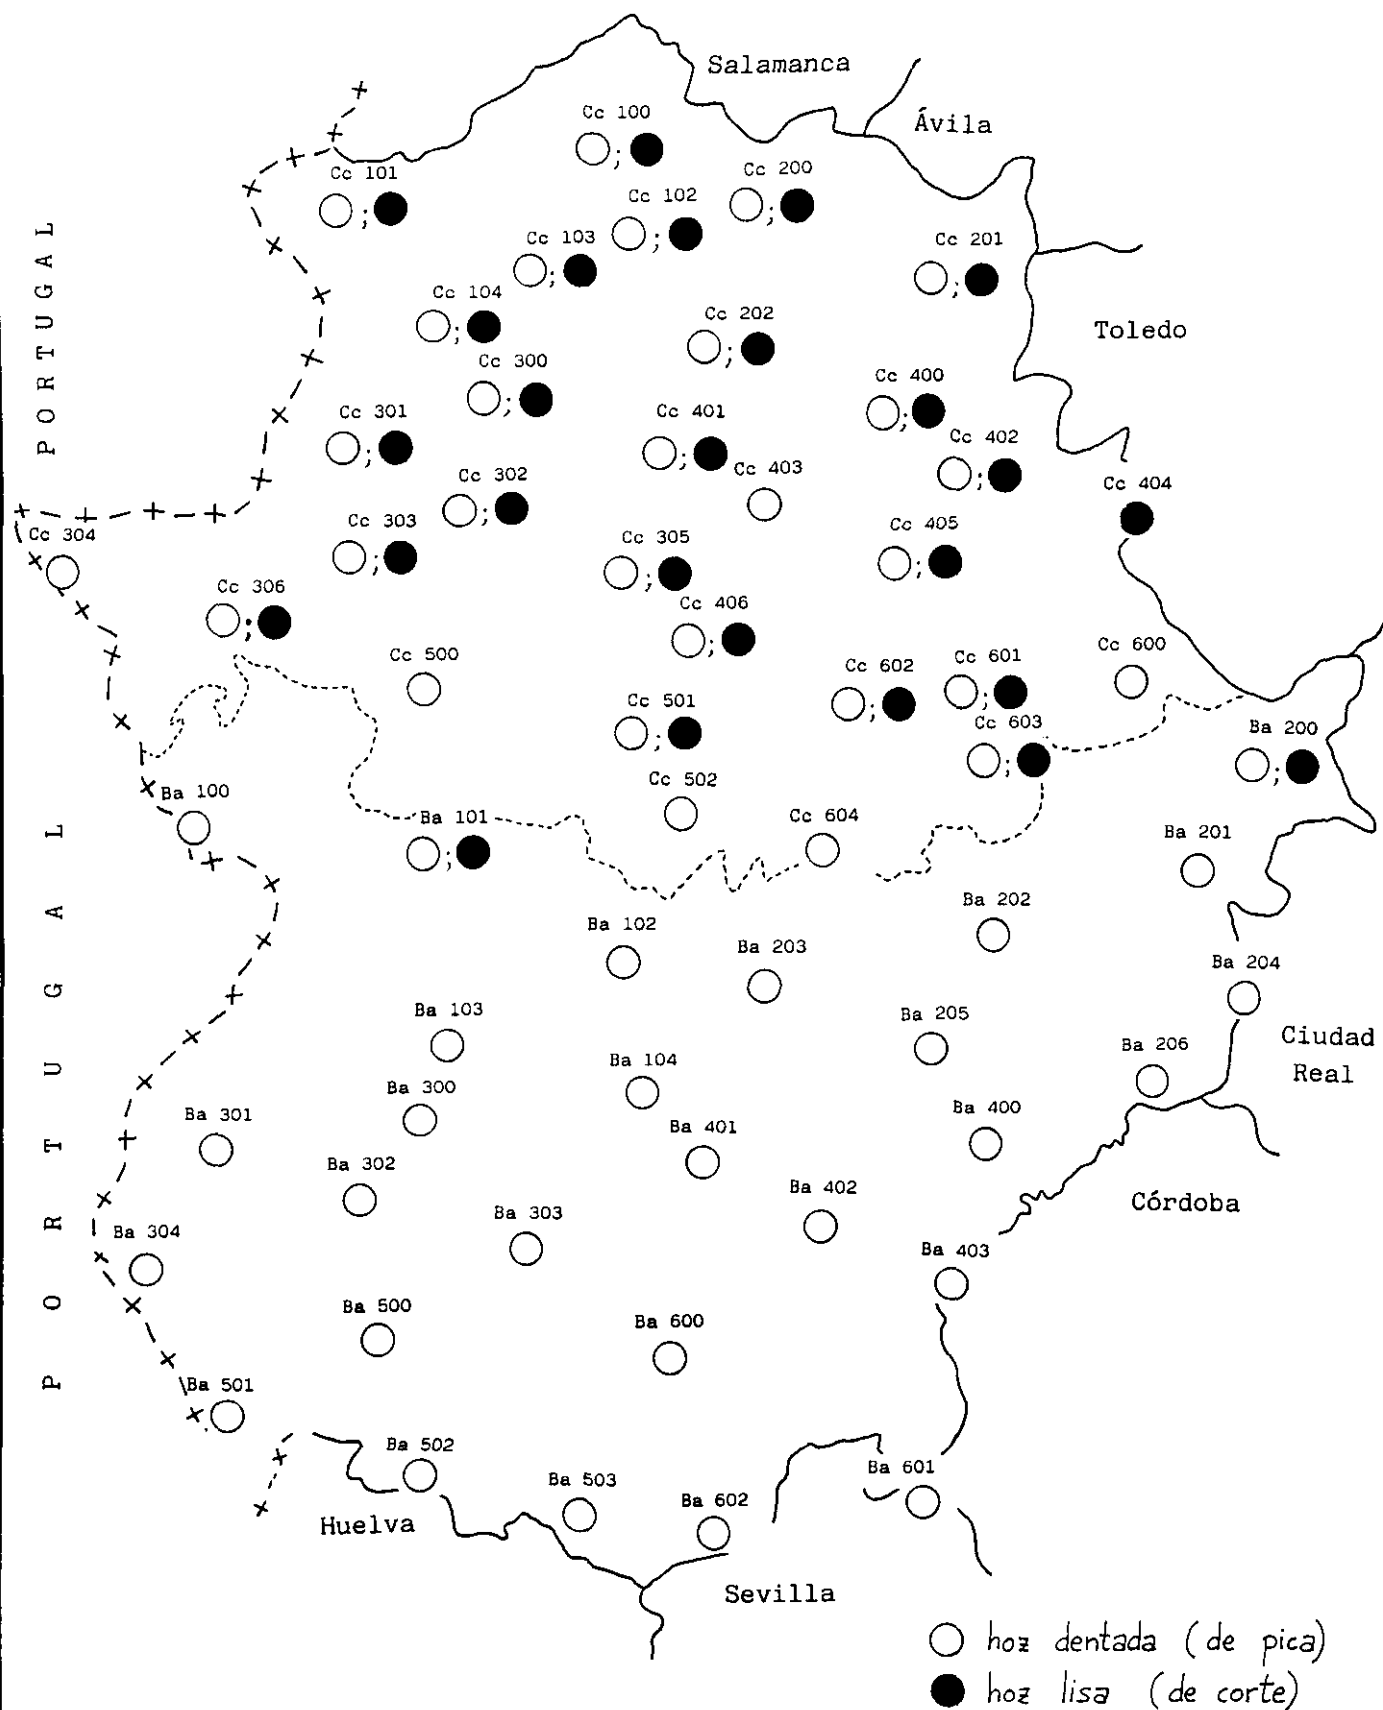 Salamanca
Cc 100
Ávila
Cc 101
Cc 200
Cc 102
Cc 103
Cc 201
PORTUGAL
Cc 104
Cc 202
Toledo
Cc 300
Cc 400
Cc 301
Cc 401
Cc 402
Cc 403
Cc 302
Cc 404
Cc 303
Cc 405
Cc 304
Cc 305
Cc 306
Cc 406
Cc 500
Cc 602
Cc 601
Cc 600
Cc 501
Cc 603
Ba 200
Cc 502
Ba 100
Ba 101
Cc 604
Ba 201
PORTUGAL
Ba 202
Ba 102
Ba 203
Ba 204
Ba 103
Ba 205
Ciudad
Real
Ba 104
Ba 206
Ba 300
Ba 301
Ba 401
Ba 400
Ba 302
Ba 402
Córdoba
Ba 303
Ba 304
Ba 403
Ba 500
Ba 600
Ba 501
Ba 502
Ba 503
Ba 601
Ba 602
Huelva
Sevilla
hoz dentada (de pica)
hoz lisa (de corte)